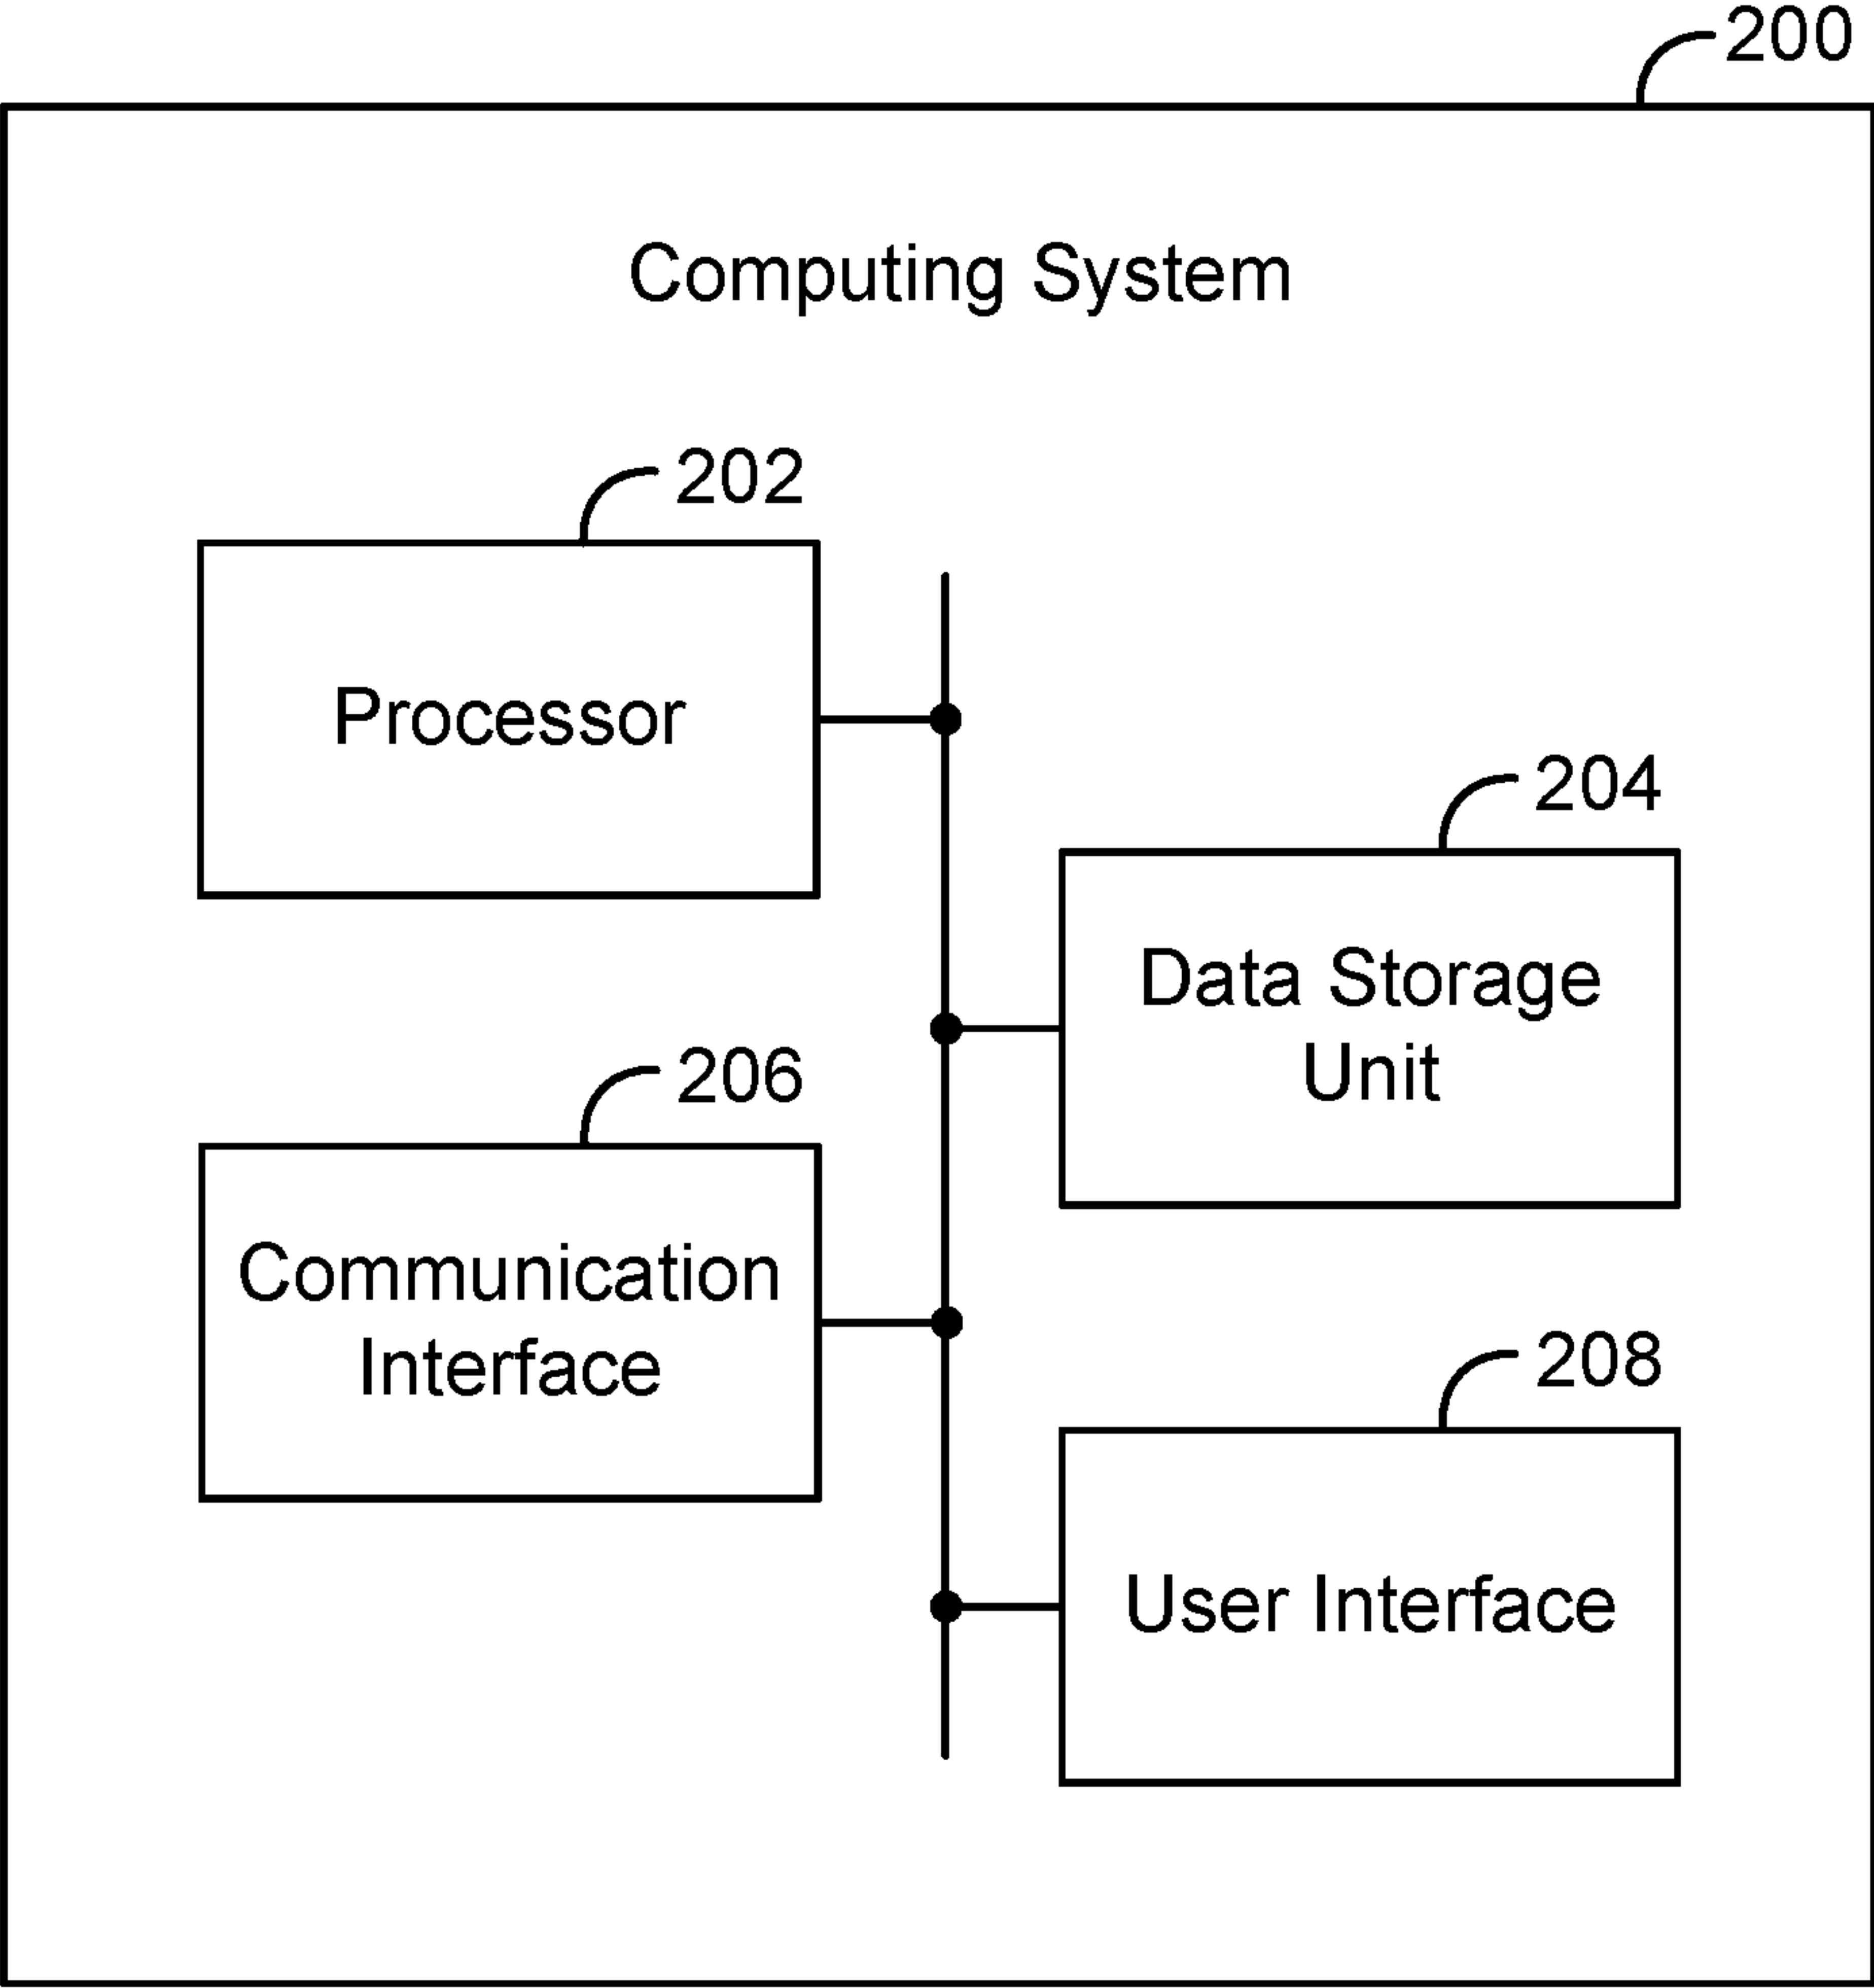 200
Computing System
202
Processor
204
Data Storage
Unit
206
Communication
Interface
208
User Interface